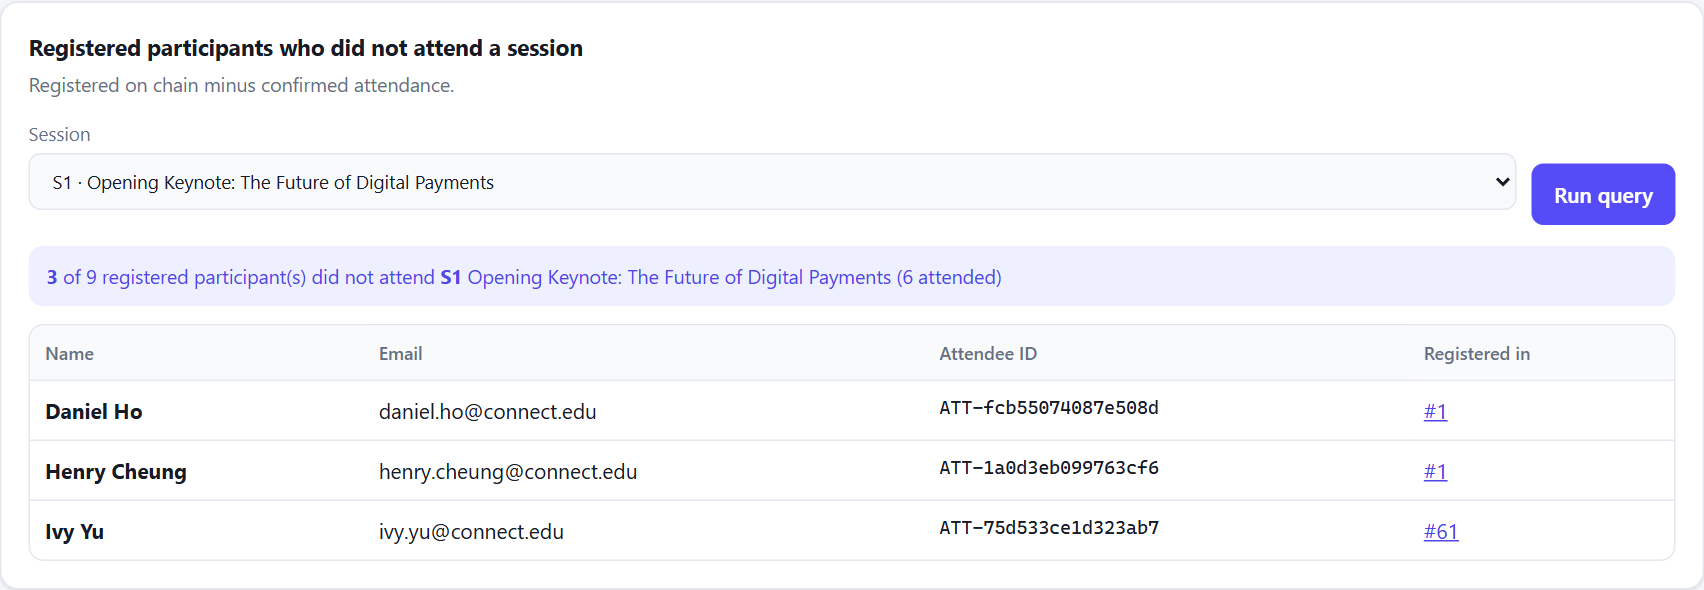 Registered participants who did not attend a session
Registered on chain minus confirmed attendance.
Session
S1 · Opening Keynote: The Future of Digital Payments
Run query
3 of 9 registered participant(s) did not attend S1 Opening Keynote: The Future of Digital Payments (6 attended)
Name Email Attendee ID Registered in
Daniel Ho daniel.ho@connect.edu ATT-fcb55074087e508d #1
Henry Cheung henry.cheung@connect.edu ATT-1a0d3eb099763cf6 #1
Ivy Yu ivy.yu@connect.edu ATT-75d533ce1d323ab7 #61